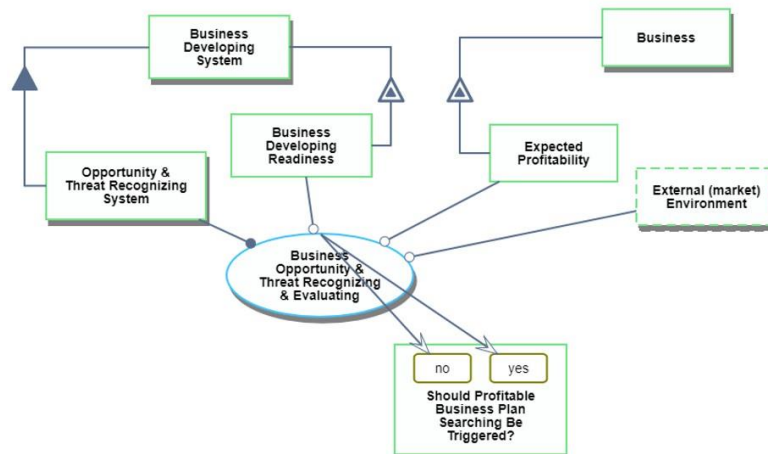 Business
Developing
System
Business
Business
Developing
Readiness
Expected
Profitability
Opportunity &
Threat Recognizing
System
External (market)
Environment
Business
Opportunity &
Threat Recognizing
& Evaluating
no
yes
Should Profitable
Business Plan
Searching Be
Triggered?